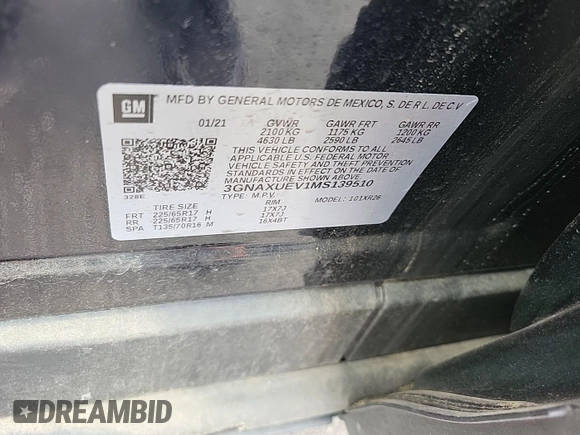 GM
MFD BY GENERAL MOTORS DE MEXICO, S. DE R.L. DE C.V
01/21 GVWR GAWR FRT GAWR RR
2100 KG 1175 KG 1200 KG
4630 LB 2590 LB 2645 LB
THIS VEHICLE CONFORMS TO ALL
APPLICABLE U.S. FEDERAL MOTOR
VEHICLE SAFETY AND THEFT PREVENTION
STANDARDS IN EFFECT ON THE DATE OF
MANUFACTURE SHOWN ABOVE.
3GNAXUEV1MS139510
328E TYPE: M.P.V. MODEL: 101XR26
TIRE SIZE RIM
FRT 225/65R17 H 17X7J
RR 225/65R17 H 17X7J
SPA T135/70R16 M 16X4BT
DREAMBID